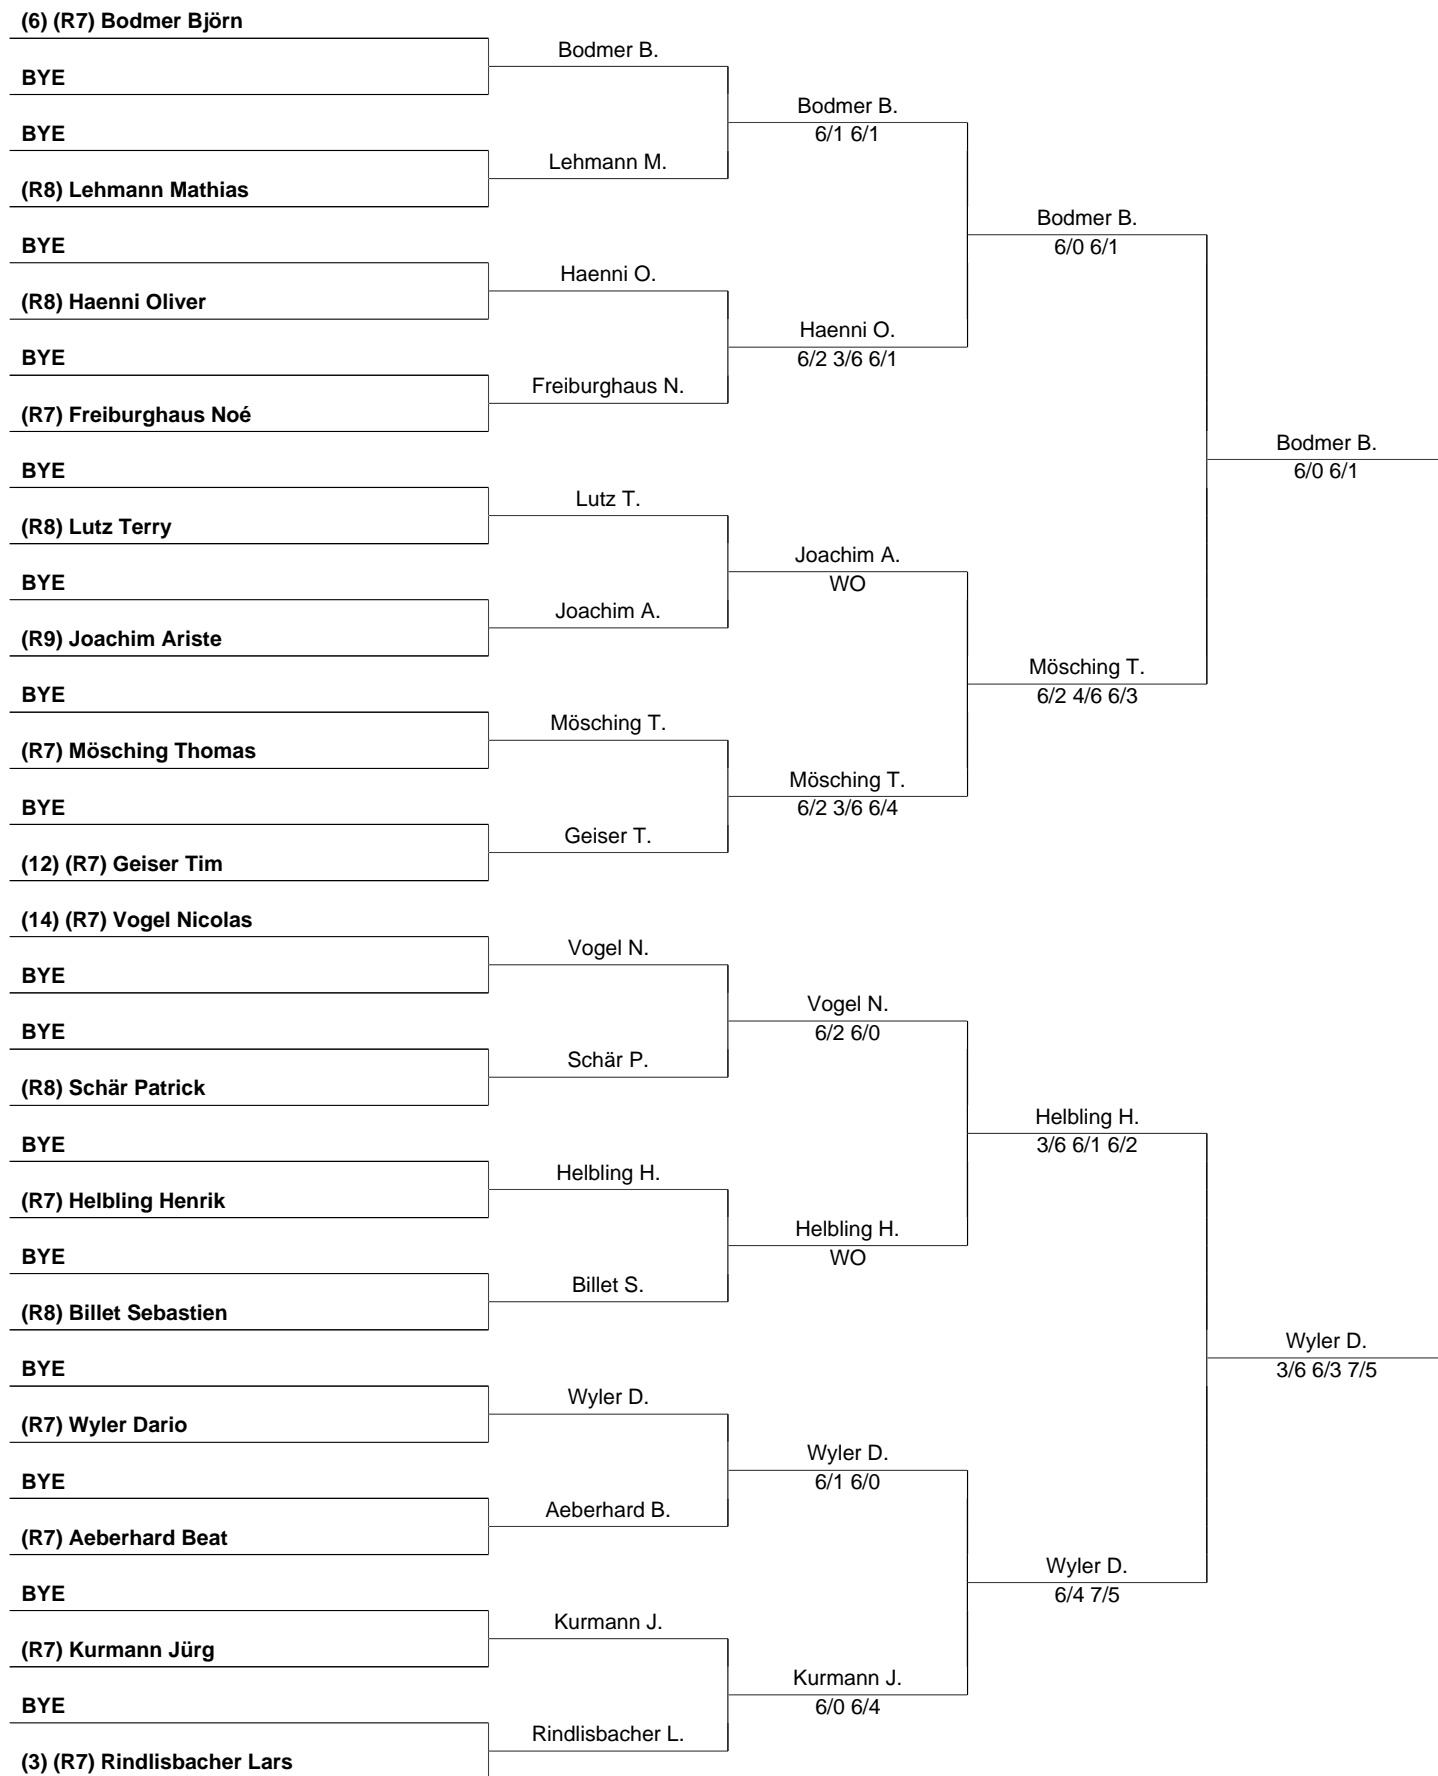 (6) (R7) Bodmer Björn
BYE
BYE
(R8) Lehmann Mathias
BYE
(R8) Haenni Oliver
BYE
(R7) Freiburghaus Noé
BYE
(R8) Lutz Terry
BYE
(R9) Joachim Ariste
BYE
(R7) Mösching Thomas
BYE
(12) (R7) Geiser Tim
(14) (R7) Vogel Nicolas
BYE
BYE
(R8) Schär Patrick
BYE
(R7) Helbling Henrik
BYE
(R8) Billet Sebastien
BYE
(R7) Wyler Dario
BYE
(R7) Aeberhard Beat
BYE
(R7) Kurmann Jürg
BYE
(3) (R7) Rindlisbacher Lars
Bodmer B.
Lehmann M.
Haenni O.
Freiburghaus N.
Lutz T.
Joachim A.
Mösching T.
Geiser T.
Vogel N.
Schär P.
Helbling H.
Billet S.
Wyler D.
Aeberhard B.
Kurmann J.
Rindlisbacher L.
Bodmer B.
6/1 6/1
Haenni O.
6/2 3/6 6/1
Joachim A.
WO
Mösching T.
6/2 3/6 6/4
Vogel N.
6/2 6/0
Helbling H.
WO
Wyler D.
6/1 6/0
Kurmann J.
6/0 6/4
Bodmer B.
6/0 6/1
Mösching T.
6/2 4/6 6/3
Helbling H.
3/6 6/1 6/2
Wyler D.
6/4 7/5
Bodmer B.
6/0 6/1
Wyler D.
3/6 6/3 7/5